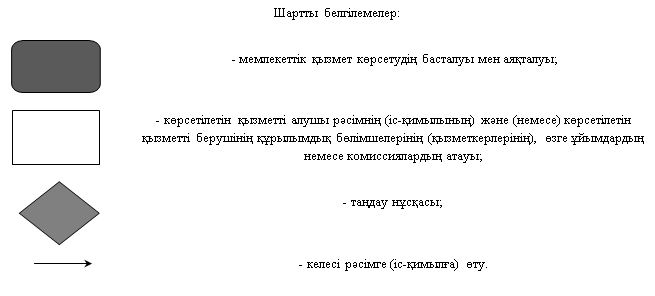 Шартты белгілемелер:
- мемлекеттік қызмет көрсетудің басталуы мен аяқталуы;
- көрсетілетін қызметті алушы рәсімнің (іс-қимылының) және (немесе) көрсетілетін
қызметті берушінің құрылымдық бөлімшелерінің (қызметкерлерінің), өзге ұйымдардың
немесе комиссиялардың атауы;
- таңдау нұсқасы;
- келесі рәсімге (іс-қимылға) өту.